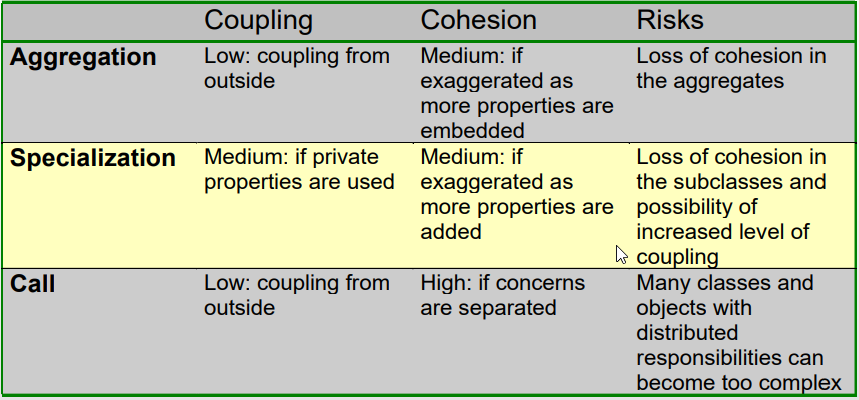 Coupling Cohesion Risks
Aggregation
Low: coupling from
outside
Medium: if
exaggerated as
more properties are
embedded
Loss of cohesion in
the aggregates
Specialization
Medium: if private
properties are used
Medium: if
exaggerated as
more properties are
added
Loss of cohesion in
the subclasses and
possibility of
increased level of
coupling
Call
Low: coupling from
outside
High: if concerns
are separated
Many classes and
objects with
distributed
responsibilities can
become too complex